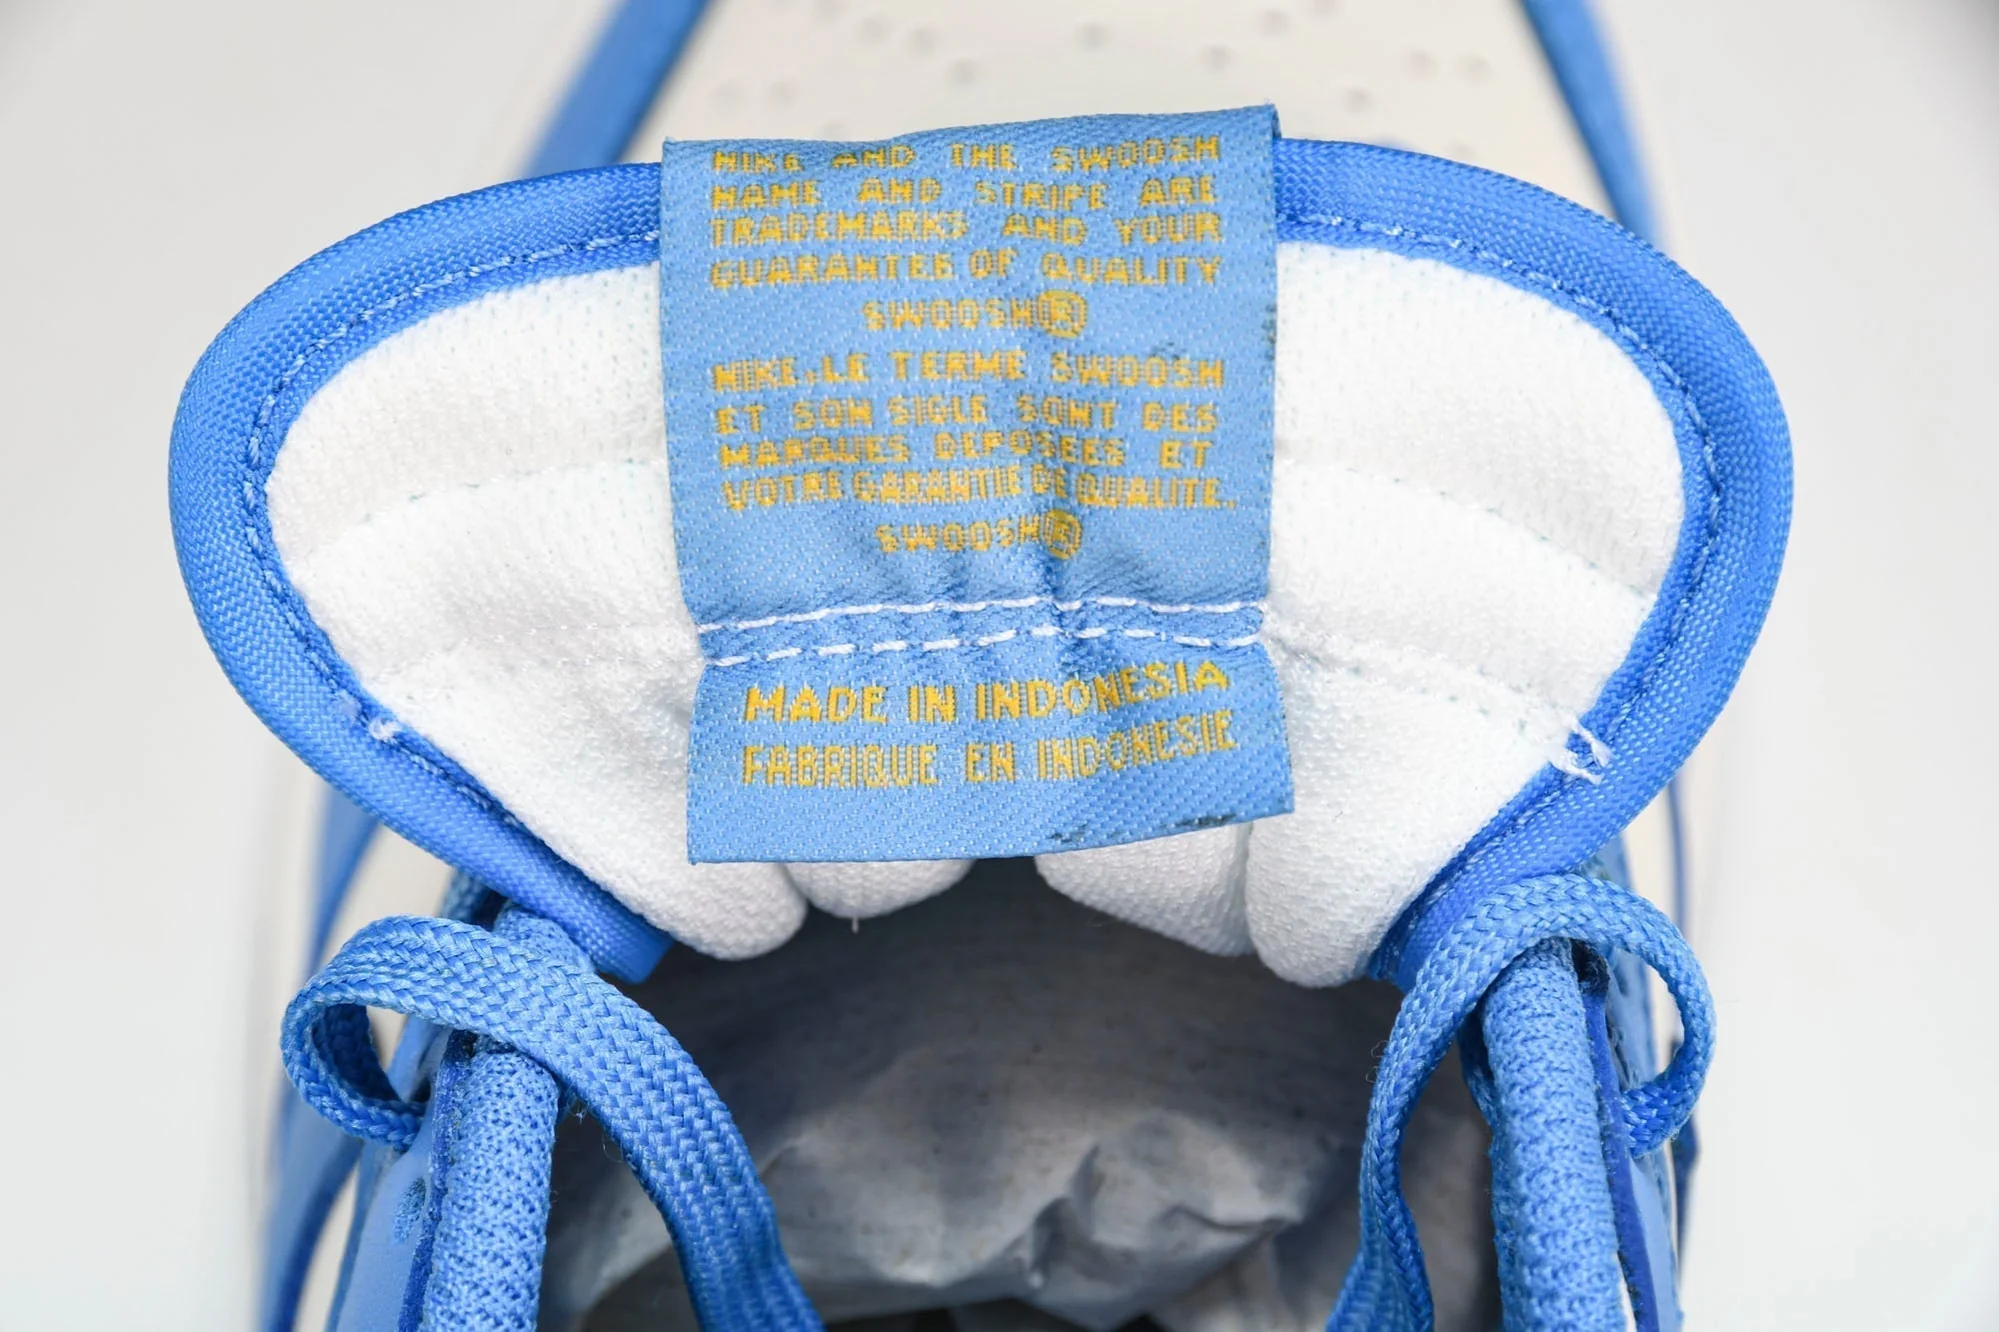 NIKE AND THE SWOOSH
NAME AND STRIPE ARE
TRADEMARKS AND YOUR
GUARANTEE OF QUALITY
SWOOSH®
NIKE, LE TERME SWOOSH
ET SON SIGLE SONT DES
MARQUES DEPOSEES ET
VOTRE GARANTIE DE QUALITE.
SWOOSH®
MADE IN INDONESIA
FABRIQUE EN INDONESIE